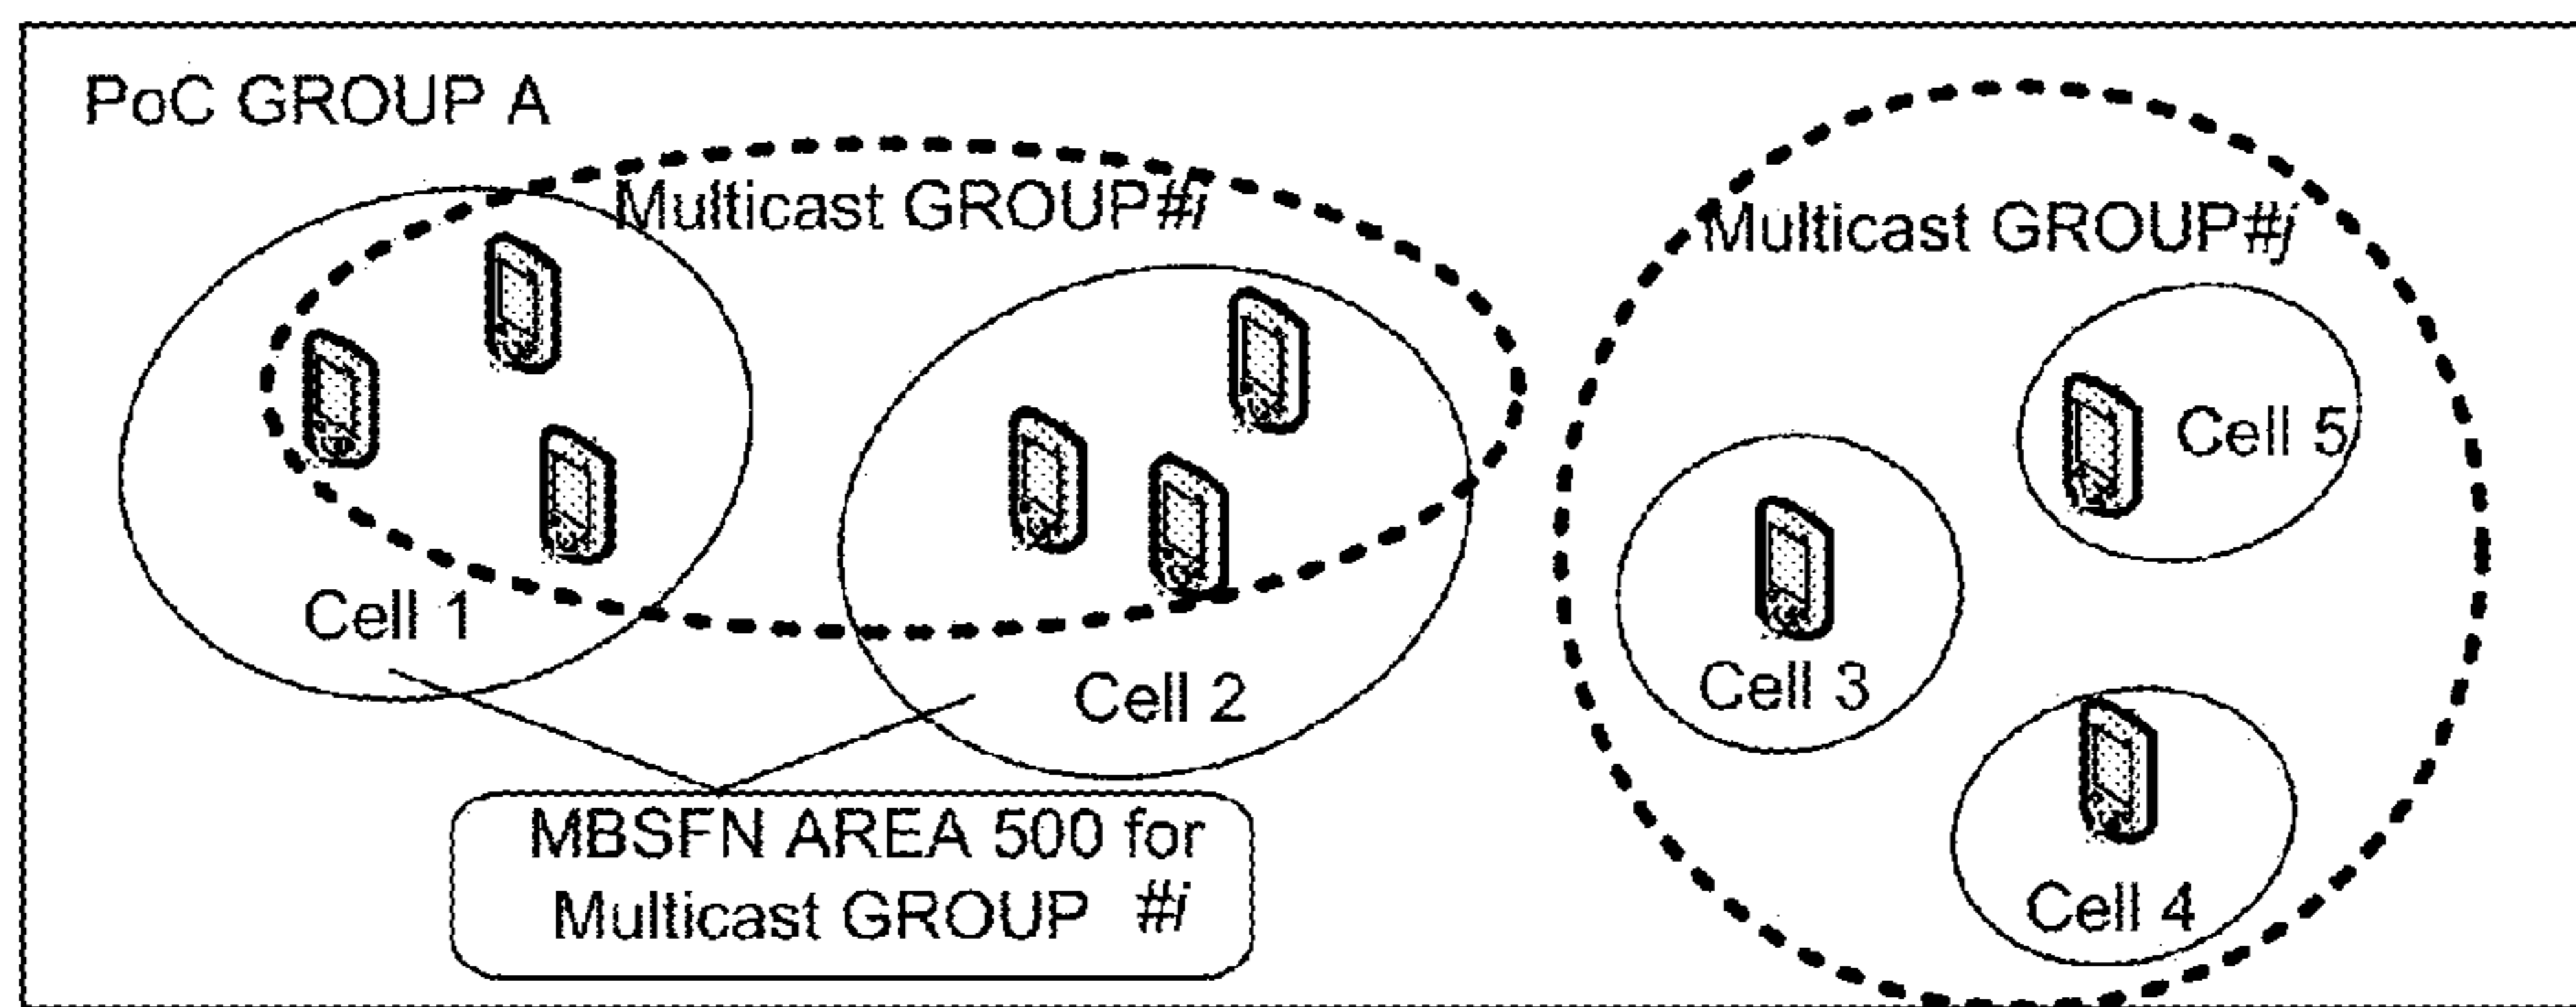 PoC GROUP A
Multicast GROUP#i
Multicast GROUP#j
Cell 5
Cell 1
Cell 3
Cell 2
Cell 4
MBSFN AREA 500 for
Multicast GROUP #i